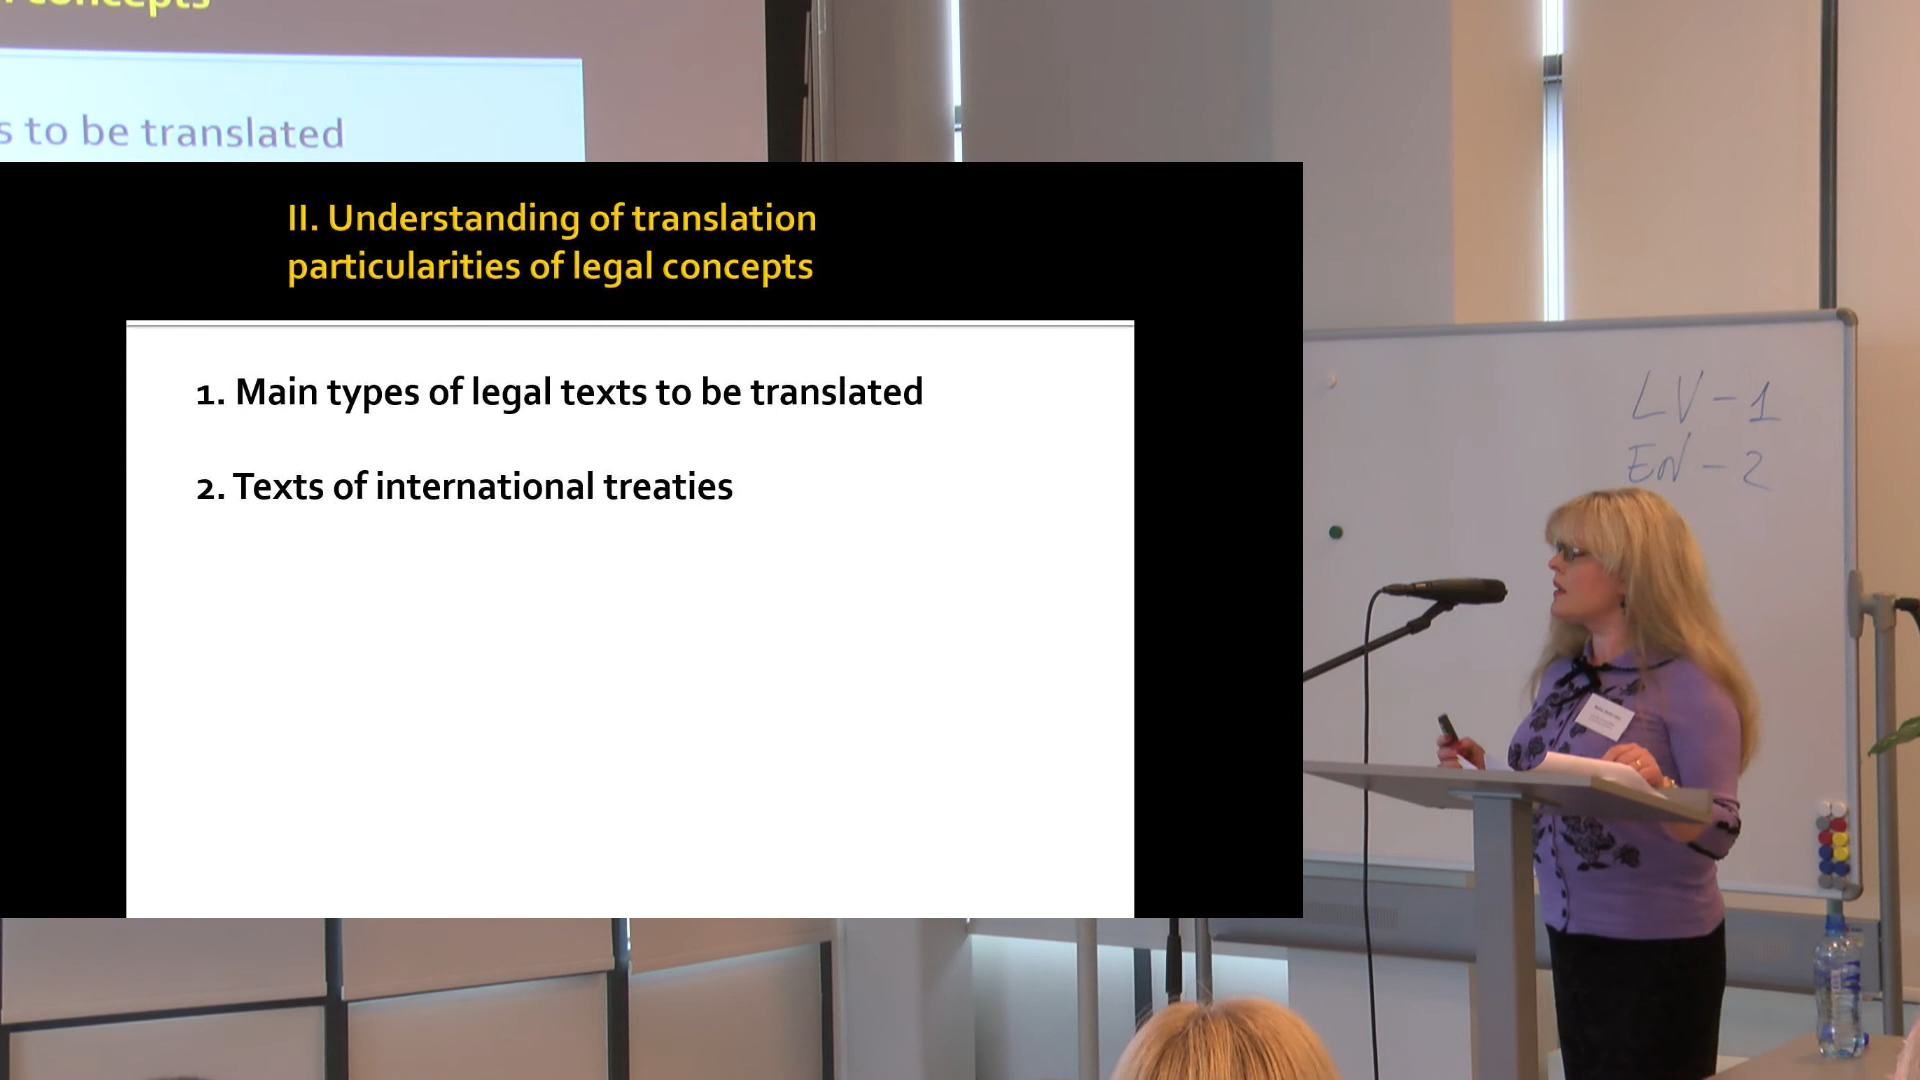 concepts
s to be translated
II. Understanding of translation
particularities of legal concepts
1. Main types of legal texts to be translated
2. Texts of international treaties
LV-1
EN-2